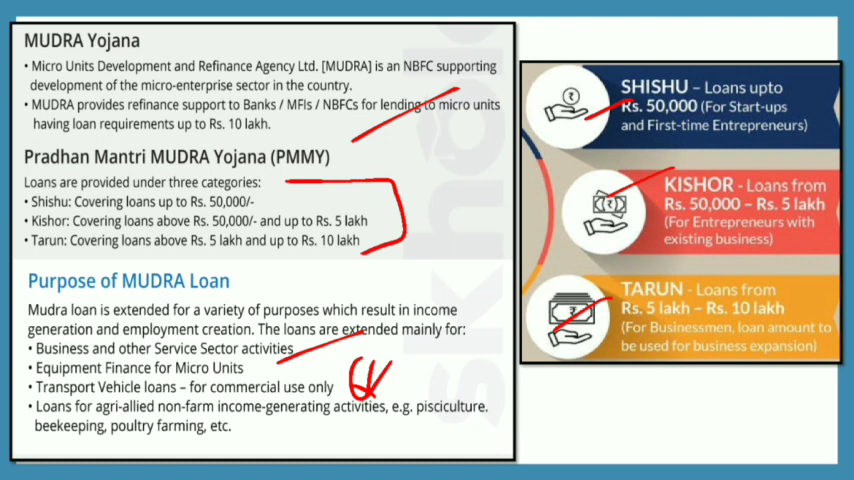 MUDRA Yojana
• Micro Units Development and Refinance Agency Ltd. [MUDRA] is an NBFC supporting
development of the micro-enterprise sector in the country.
• MUDRA provides refinance support to Banks / MFIs / NBFCs for lending to micro units
having loan requirements up to Rs. 10 lakh.
Pradhan Mantri MUDRA Yojana (PMMY)
Loans are provided under three categories:
• Shishu: Covering loans up to Rs. 50,000/-
• Kishor: Covering loans above Rs. 50,000/- and up to Rs. 5 lakh
• Tarun: Covering loans above Rs. 5 lakh and up to Rs. 10 lakh
Purpose of MUDRA Loan
Mudra loan is extended for a variety of purposes which result in income
generation and employment creation. The loans are extended mainly for:
• Business and other Service Sector activities
• Equipment Finance for Micro Units
• Transport Vehicle loans – for commercial use only
• Loans for agri-allied non-farm income-generating activities, e.g. pisciculture.
beekeeping, poultry farming, etc.
SHISHU – Loans upto
Rs. 50,000 (For Start-ups
and First-time Entrepreneurs)
KISHOR - Loans from
Rs. 50,000 – Rs. 5 lakh
(For Entrepreneurs with
existing business)
TARUN - Loans from
Rs. 5 lakh – Rs. 10 lakh
(For Businessmen, loan amount to
be used for business expansion)